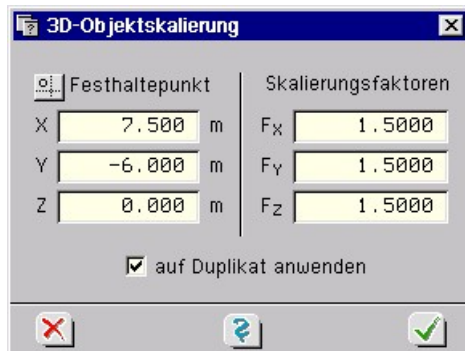 3D-Objektskalierung
Festhaltepunkt Skalierungsfaktoren
X 7.500 m FX 1.5000
Y -6.000 m FY 1.5000
Z 0.000 m FZ 1.5000
auf Duplikat anwenden